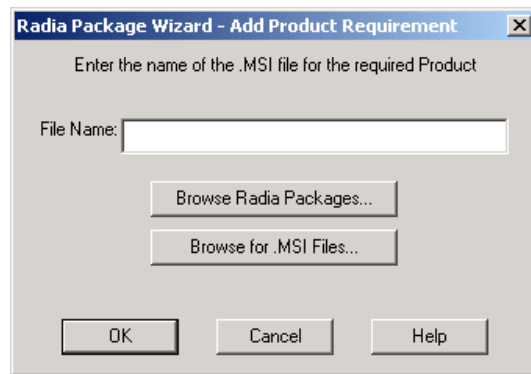 Radia Package Wizard - Add Product Requirement
Enter the name of the .MSI file for the required Product
File Name:
Browse Radia Packages...
Browse for .MSI Files...
OK Cancel Help